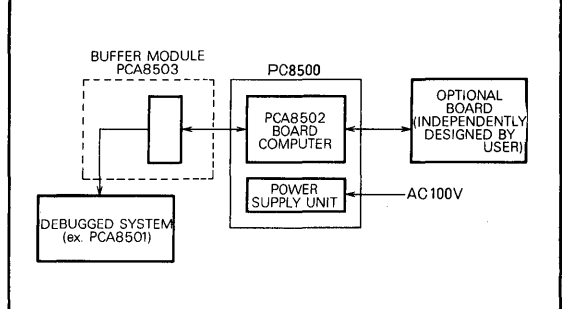 BUFFER MODULE
PCA8503
PC8500
PCA8502
BOARD
COMPUTER
OPTIONAL
BOARD
(INDEPENDENTLY
DESIGNED BY
USER)
POWER
SUPPLY UNIT
AC100V
DEBUGGED SYSTEM
(ex. PCA8501)